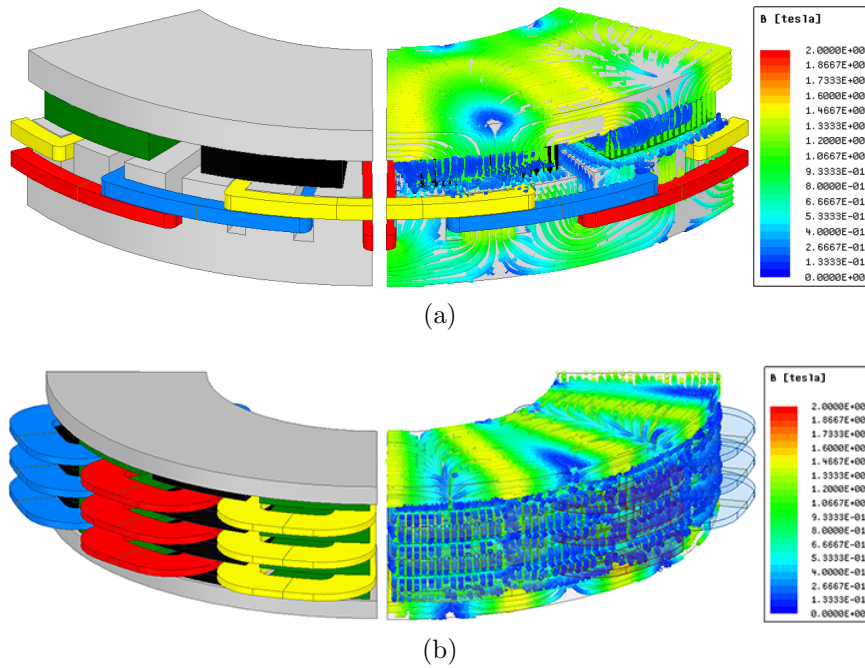 B [tesla]
2.0000E+00
1.8667E+00
1.7333E+00
1.6000E+00
1.4667E+00
1.3333E+00
1.2000E+00
1.0667E+00
9.3333E-01
8.0000E-01
6.6667E-01
5.3333E-01
4.0000E-01
2.6667E-01
1.3333E-01
0.0000E+00
(a)
B [tesla]
2.0000E+00
1.8667E+00
1.7333E+00
1.6000E+00
1.4667E+00
1.3333E+00
1.2000E+00
1.0667E+00
9.3333E-01
8.0000E-01
6.6667E-01
5.3333E-01
4.0000E-01
2.6667E-01
1.3333E-01
0.0000E+00
(b)